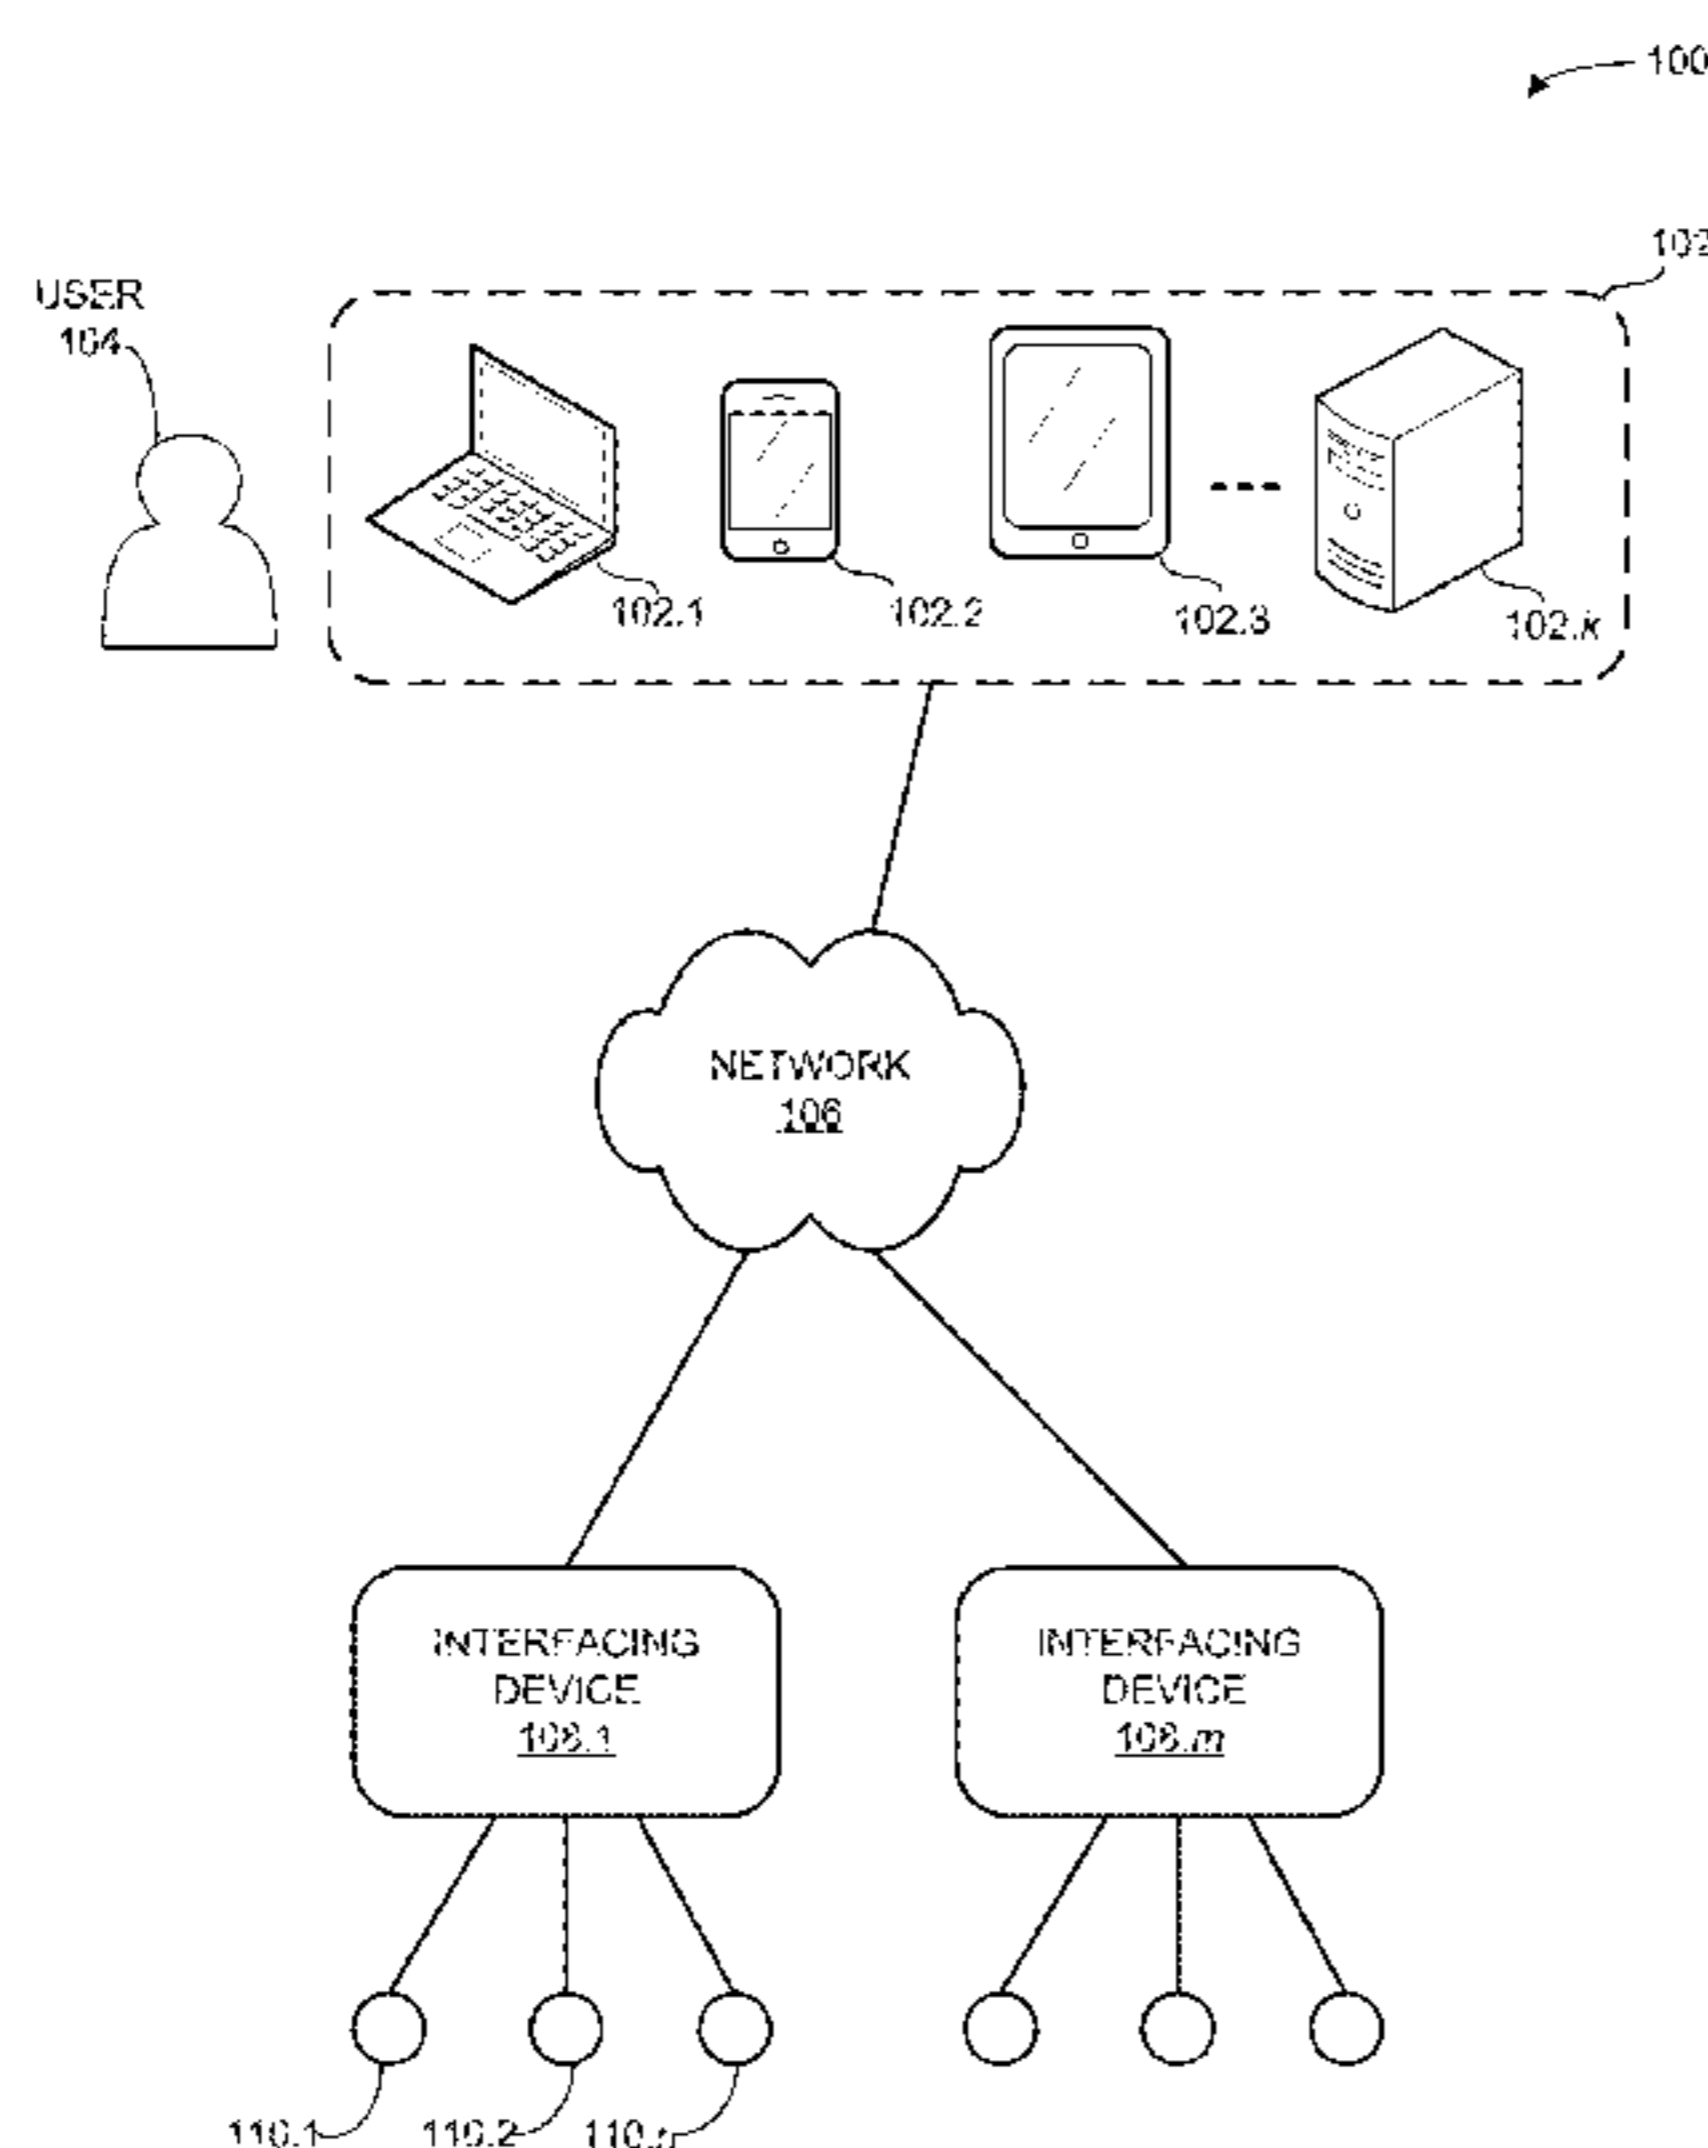 100
102
USER
104
102.1
102.2
102.3
102.k
NETWORK
106
INTERFACING
DEVICE
108.1
INTERFACING
DEVICE
108.m
110.1
110.2